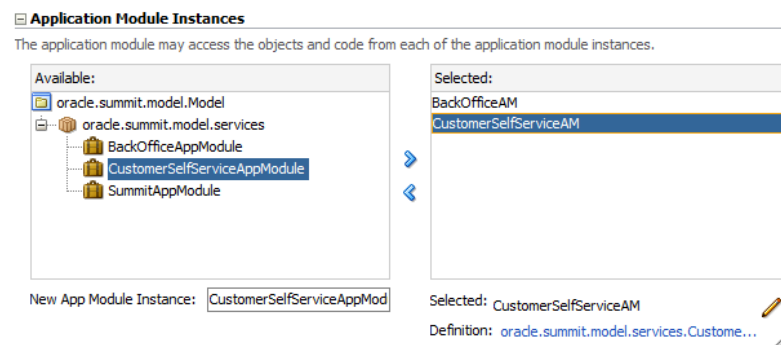 Application Module Instances
The application module may access the objects and code from each of the application module instances.
Available:
oracle.summit.model.Model
oracle.summit.model.services
BackOfficeAppModule
CustomerSelfServiceAppModule
SummitAppModule
New App Module Instance: CustomerSelfServiceAppMod
Selected:
BackOfficeAM
CustomerSelfServiceAM
Selected: CustomerSelfServiceAM
Definition: oracle.summit.model.services.Custome...